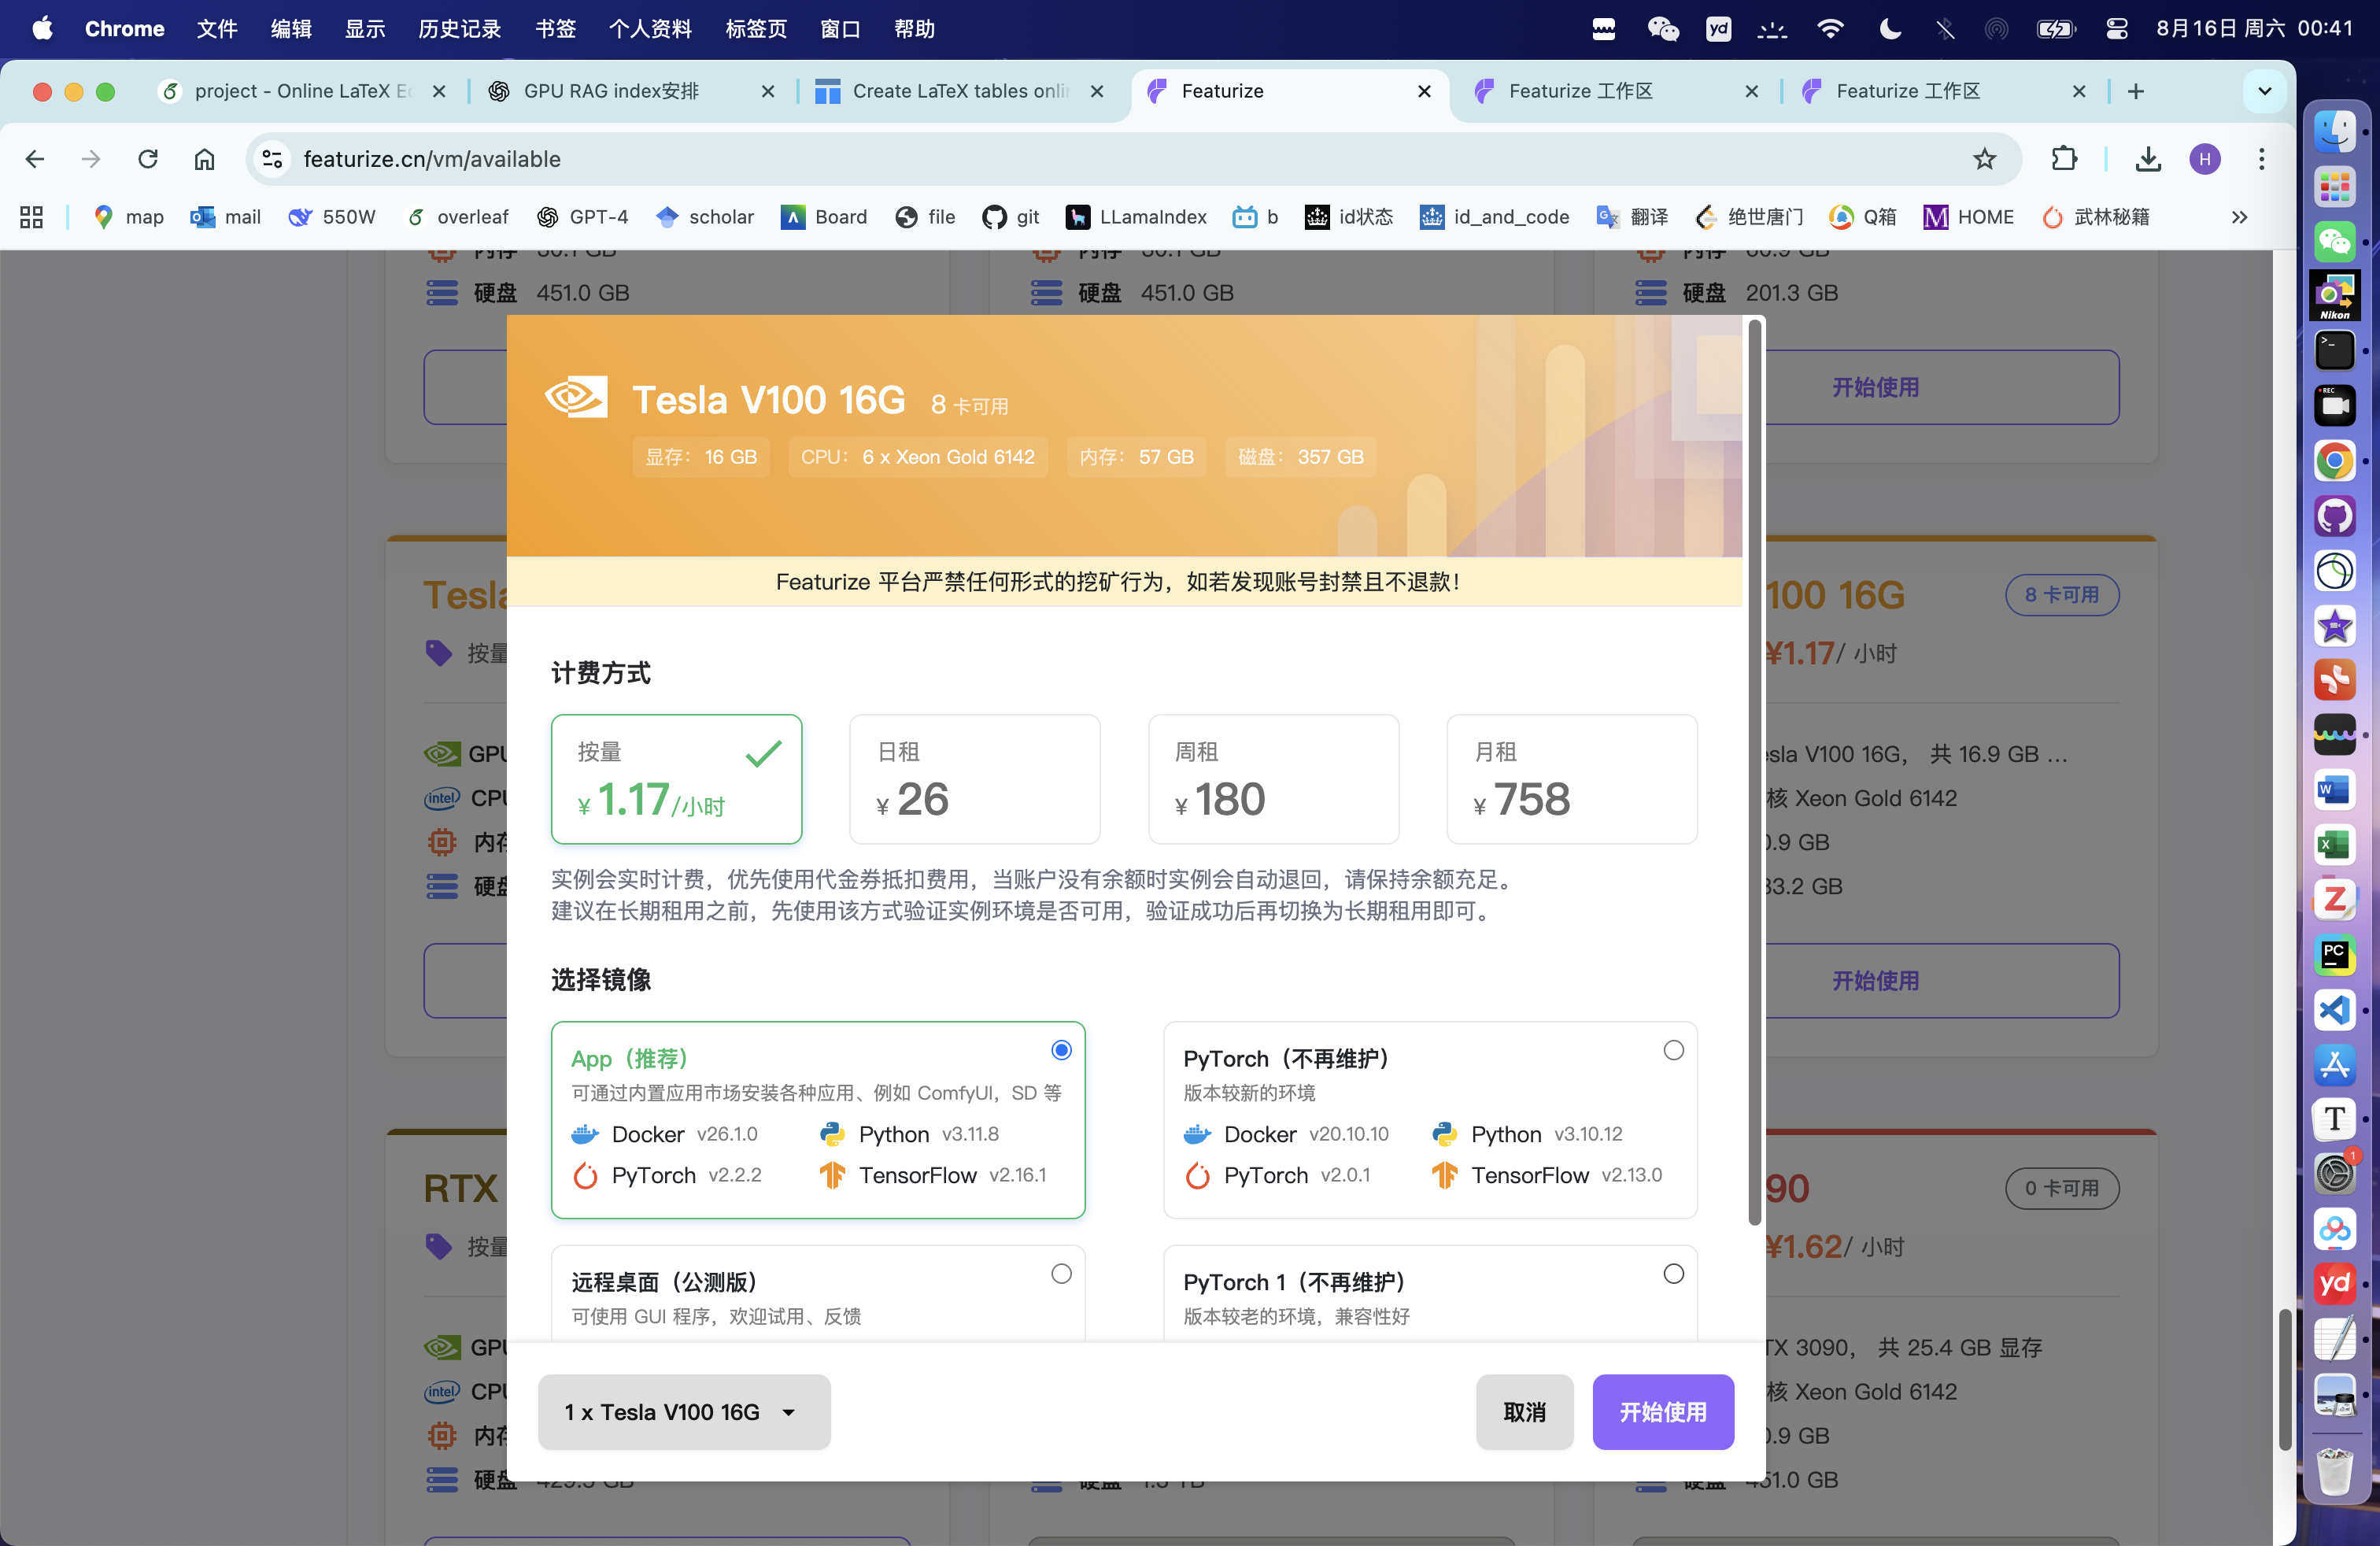 Chrome 文件 编辑 显示 历史记录 书签 个人资料 标签页 窗口 帮助 yd 8月16日 周六 00:41
project - Online LaTeX Ed GPU RAG index安排 Create LaTeX tables onlin Featurize Featurize 工作区 Featurize 工作区
featurize.cn/vm/available H
map mail 550W overleaf GPT-4 scholar Board file git LLamaIndex b id状态 id_and_code 翻译 绝世唐门 Q箱 HOME 武林秘籍
硬盘 451.0 GB 硬盘 451.0 GB 硬盘 201.3 GB
开始使用
Tesla V100 16G 8 卡可用
显存: 16 GB CPU: 6 x Xeon Gold 6142 内存: 57 GB 磁盘: 357 GB
Featurize 平台严禁任何形式的挖矿行为，如若发现账号封禁且不退款！
计费方式
按量
¥ 1.17/小时
日租
¥ 26
周租
¥ 180
月租
¥ 758
实例会实时计费，优先使用代金券抵扣费用，当账户没有余额时实例会自动退回，请保持余额充足。
建议在长期租用之前，先使用该方式验证实例环境是否可用，验证成功后再切换为长期租用即可。
选择镜像
App（推荐）
可通过内置应用市场安装各种应用、例如 ComfyUI，SD 等
Docker v26.1.0 Python v3.11.8
PyTorch v2.2.2 TensorFlow v2.16.1
PyTorch（不再维护）
版本较新的环境
Docker v20.10.10 Python v3.10.12
PyTorch v2.0.1 TensorFlow v2.13.0
远程桌面（公测版）
可使用 GUI 程序，欢迎试用、反馈
PyTorch 1（不再维护）
版本较老的环境，兼容性好
1 x Tesla V100 16G 取消 开始使用
Tesla
按量
GPU
CPU
内存
硬盘
100 16G 8 卡可用
¥1.17/ 小时
esla V100 16G， 共 16.9 GB ...
核 Xeon Gold 6142
0.9 GB
33.2 GB
开始使用
RTX
按量
GPU
CPU
内存
硬盘
90 0 卡可用
¥1.62/ 小时
TX 3090， 共 25.4 GB 显存
核 Xeon Gold 6142
0.9 GB
451.0 GB
Nikon
REC
PC
yd
1